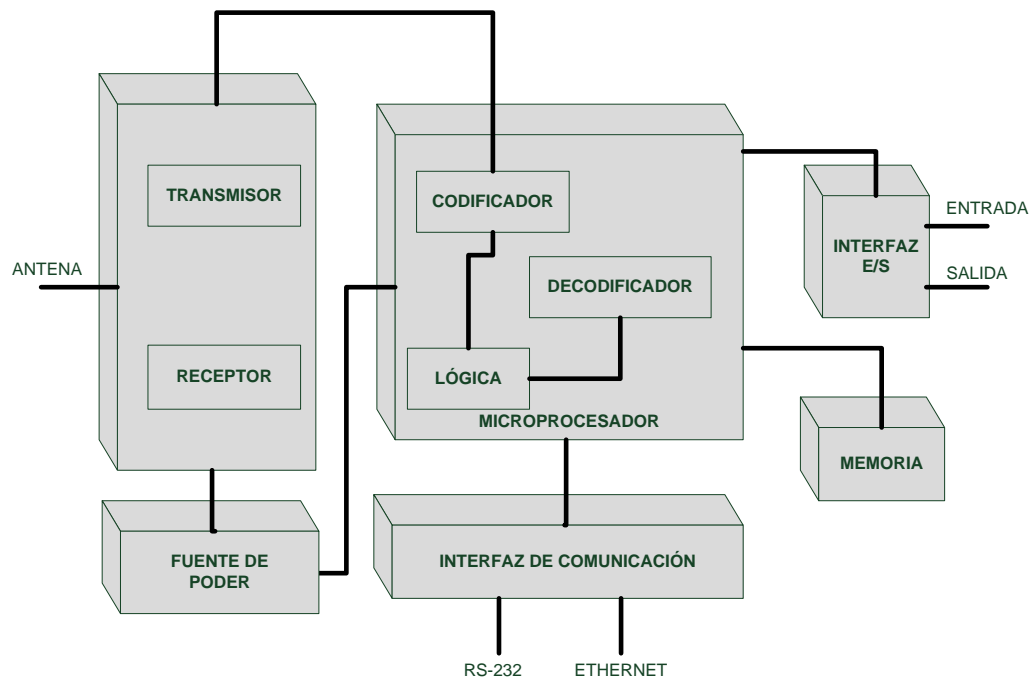 TRANSMISOR
CODIFICADOR
ENTRADA
INTERFAZ
E/S
ANTENA
SALIDA
DECODIFICADOR
RECEPTOR
LÓGICA
MICROPROCESADOR
MEMORIA
FUENTE DE
PODER
INTERFAZ DE COMUNICACIÓN
RS-232
ETHERNET